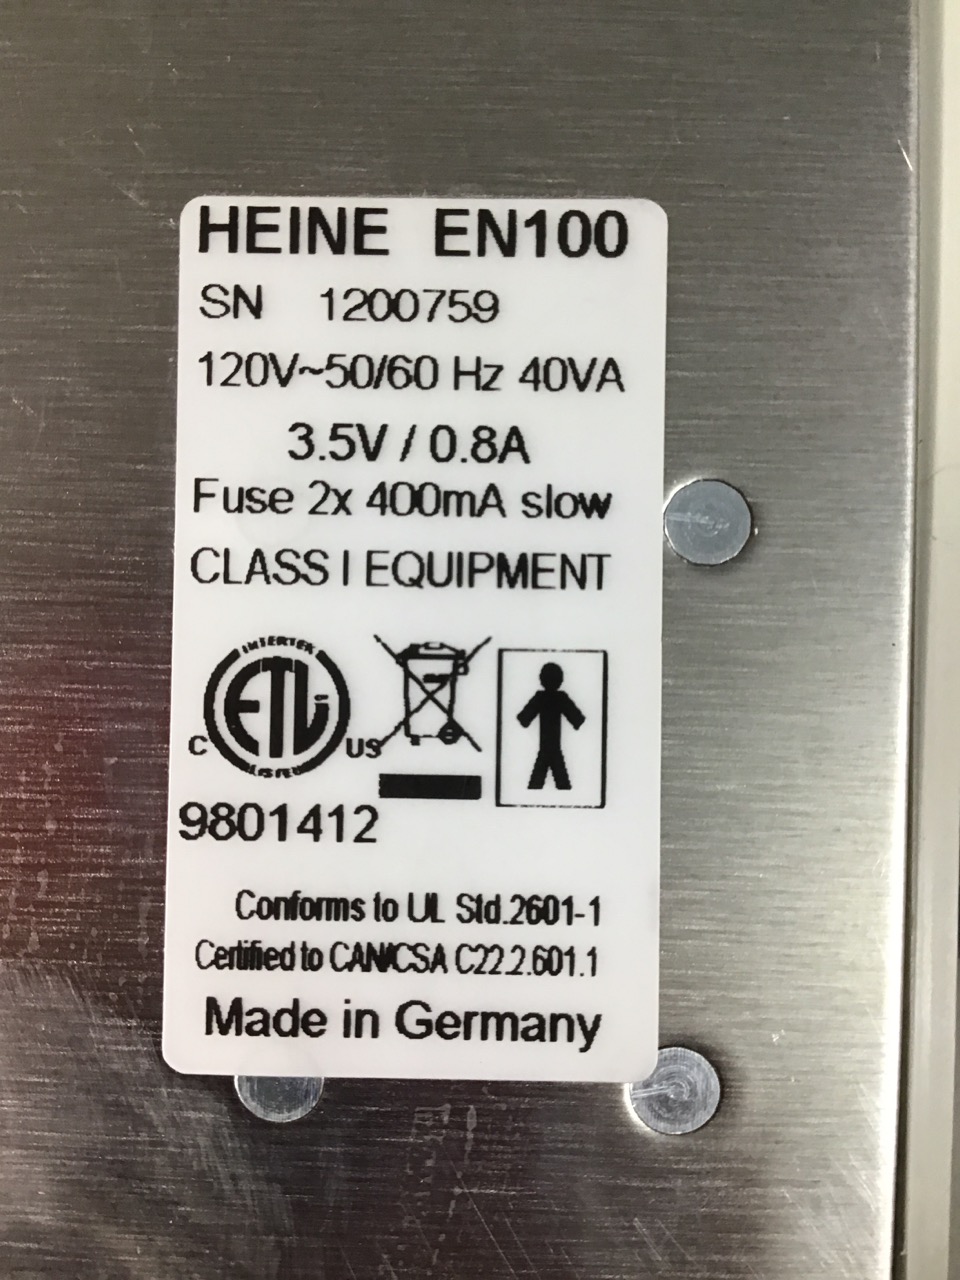 HEINE EN100
SN 1200759
120V~50/60 Hz 40VA
3.5V / 0.8A
Fuse 2x 400mA slow
CLASS I EQUIPMENT
INTERTEK
ETL
LISTED
C US
9801412
Conforms to UL Std.2601-1
Certified to CAN/CSA C22.2.601.1
Made in Germany